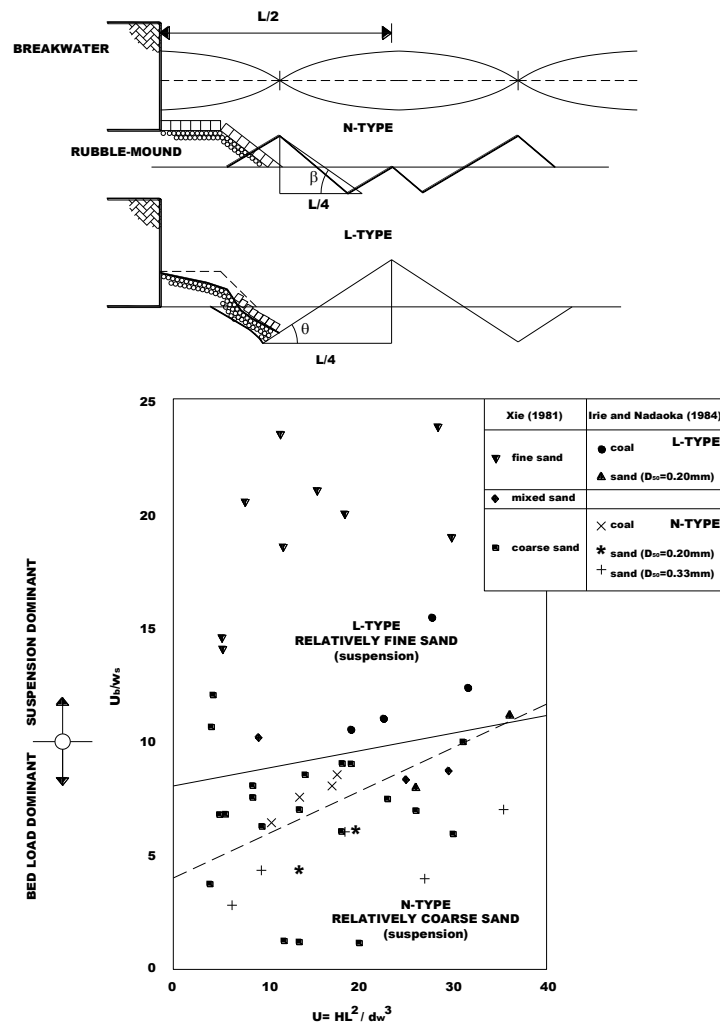 L/2
BREAKWATER
N-TYPE
RUBBLE-MOUND
β
L/4
L-TYPE
θ
L/4
Xie (1981)
Irie and Nadaoka (1984)
fine sand
coal
L-TYPE
sand (D₅₀=0.20mm)
mixed sand
coarse sand
coal
N-TYPE
sand (D₅₀=0.20mm)
sand (D₅₀=0.33mm)
25
20
15
10
5
0
L-TYPE
RELATIVELY FINE SAND
(suspension)
N-TYPE
RELATIVELY COARSE SAND
(suspension)
SUSPENSION DOMINANT
BED LOAD DOMINANT
U_b/w_s
0
10
20
30
40
U= HL²/ d_w³